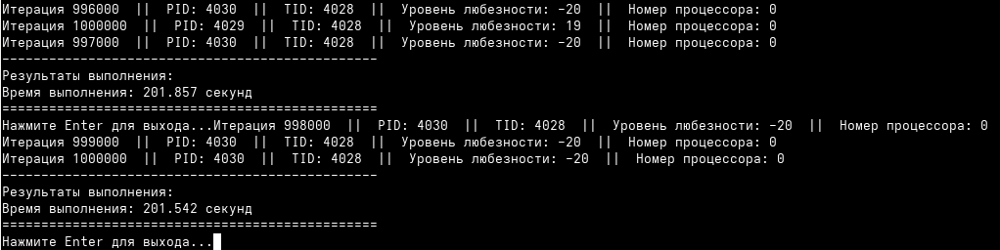 Итерация 996000  ||  PID: 4030  ||  TID: 4028  ||  Уровень любезности: -20  ||  Номер процессора: 0
Итерация 1000000  ||  PID: 4029  ||  TID: 4028  ||  Уровень любезности: 19  ||  Номер процессора: 0
Итерация 997000  ||  PID: 4030  ||  TID: 4028  ||  Уровень любезности: -20  ||  Номер процессора: 0
------------------------------------------------
Результаты выполнения:
Время выполнения: 201.857 секунд
================================================
Нажмите Enter для выхода...Итерация 998000  ||  PID: 4030  ||  TID: 4028  ||  Уровень любезности: -20  ||  Номер процессора: 0
Итерация 999000  ||  PID: 4030  ||  TID: 4028  ||  Уровень любезности: -20  ||  Номер процессора: 0
Итерация 1000000  ||  PID: 4030  ||  TID: 4028  ||  Уровень любезности: -20  ||  Номер процессора: 0
------------------------------------------------
Результаты выполнения:
Время выполнения: 201.542 секунд
================================================
Нажмите Enter для выхода...